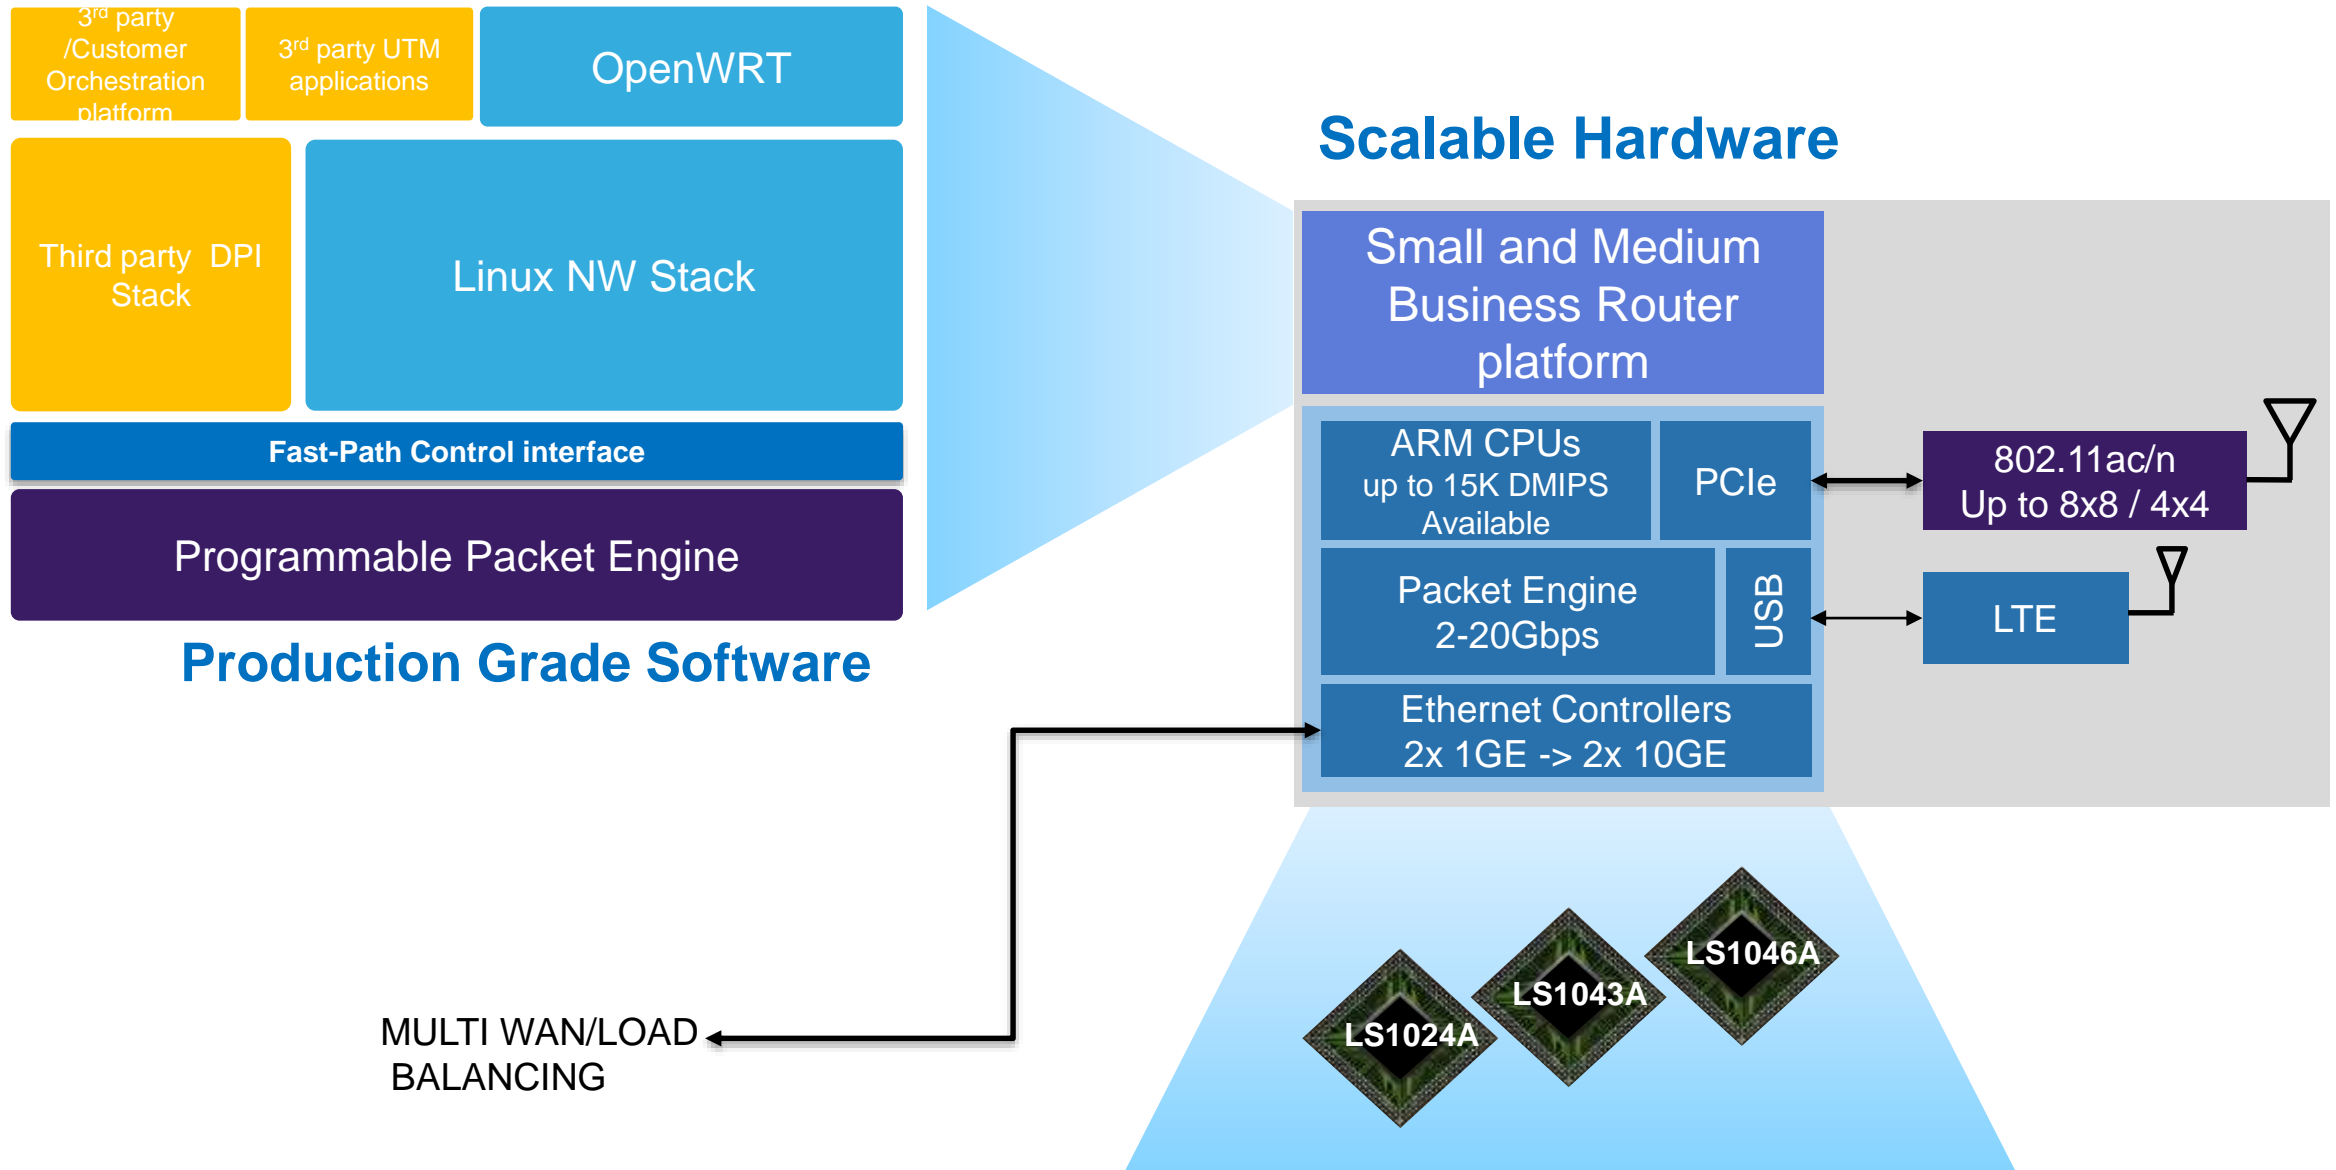 3rd party
/Customer
Orchestration
platform
3rd party UTM
applications
OpenWRT
Third party  DPI
Stack
Linux NW Stack
Fast-Path Control interface
Programmable Packet Engine
Production Grade Software
Scalable Hardware
Small and Medium
Business Router
platform
ARM CPUs
up to 15K DMIPS
Available
PCIe
802.11ac/n
Up to 8x8 / 4x4
Packet Engine
2-20Gbps
USB
LTE
Ethernet Controllers
2x 1GE -> 2x 10GE
MULTI WAN/LOAD
BALANCING
LS1024A
LS1043A
LS1046A